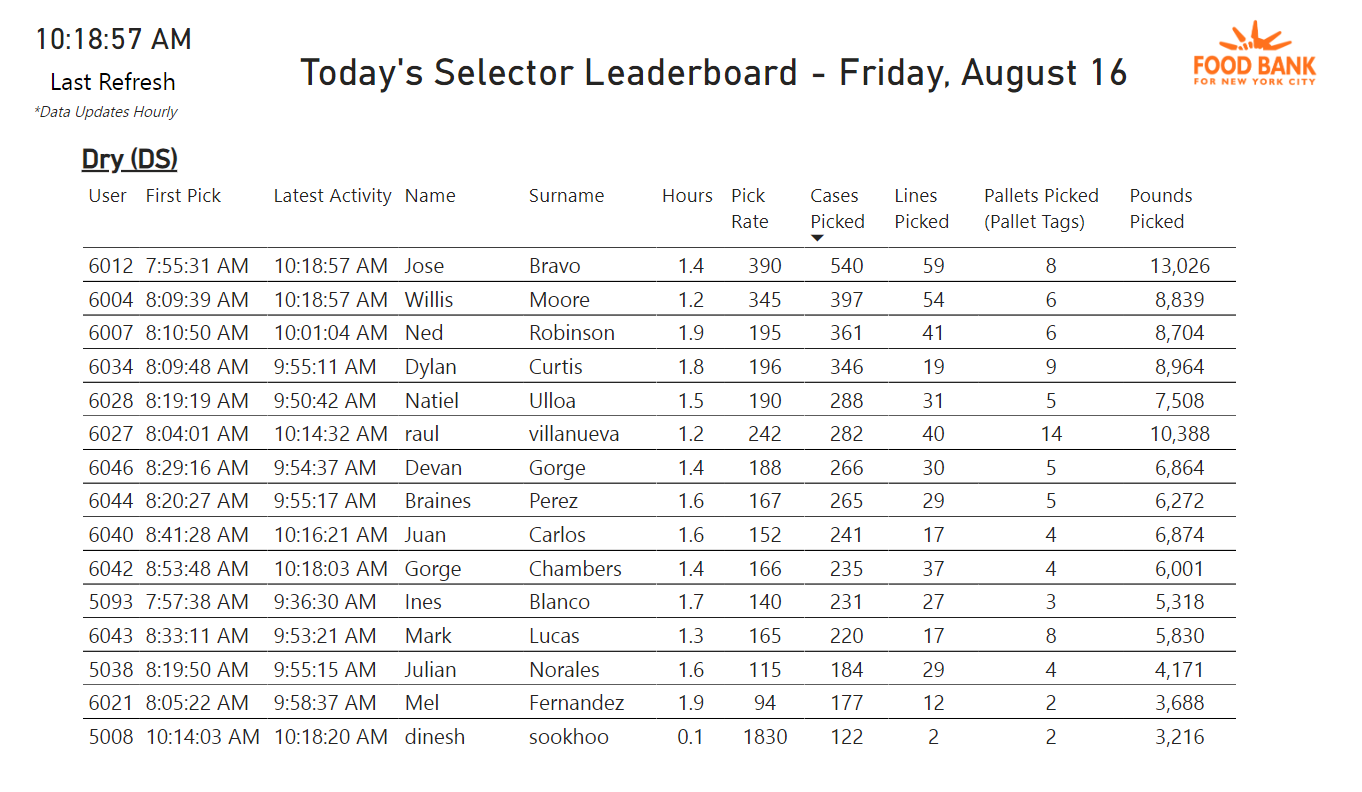 10:18:57 AM
Last Refresh
*Data Updates Hourly
Today's Selector Leaderboard - Friday, August 16
FOOD BANK
FOR NEW YORK CITY
Dry (DS)
User First Pick Latest Activity Name Surname Hours Pick Rate Cases Picked Lines Picked Pallets Picked (Pallet Tags) Pounds Picked
6012 7:55:31 AM 10:18:57 AM Jose Bravo 1.4 390 540 59 8 13,026
6004 8:09:39 AM 10:18:57 AM Willis Moore 1.2 345 397 54 6 8,839
6007 8:10:50 AM 10:01:04 AM Ned Robinson 1.9 195 361 41 6 8,704
6034 8:09:48 AM 9:55:11 AM Dylan Curtis 1.8 196 346 19 9 8,964
6028 8:19:19 AM 9:50:42 AM Natiel Ulloa 1.5 190 288 31 5 7,508
6027 8:04:01 AM 10:14:32 AM raul villanueva 1.2 242 282 40 14 10,388
6046 8:29:16 AM 9:54:37 AM Devan Gorge 1.4 188 266 30 5 6,864
6044 8:20:27 AM 9:55:17 AM Braines Perez 1.6 167 265 29 5 6,272
6040 8:41:28 AM 10:16:21 AM Juan Carlos 1.6 152 241 17 4 6,874
6042 8:53:48 AM 10:18:03 AM Gorge Chambers 1.4 166 235 37 4 6,001
5093 7:57:38 AM 9:36:30 AM Ines Blanco 1.7 140 231 27 3 5,318
6043 8:33:11 AM 9:53:21 AM Mark Lucas 1.3 165 220 17 8 5,830
5038 8:19:50 AM 9:55:15 AM Julian Norales 1.6 115 184 29 4 4,171
6021 8:05:22 AM 9:58:37 AM Mel Fernandez 1.9 94 177 12 2 3,688
5008 10:14:03 AM 10:18:20 AM dinesh sookhoo 0.1 1830 122 2 2 3,216